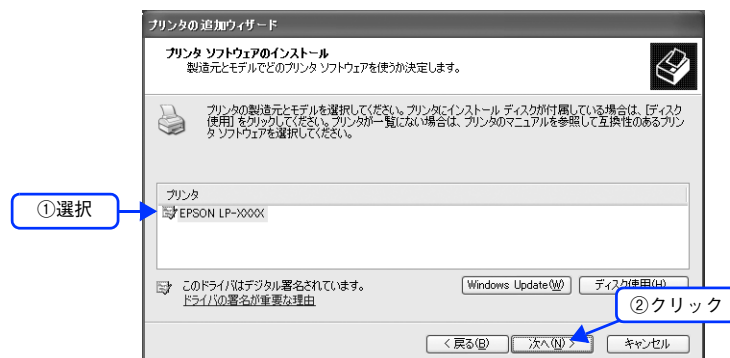 プリンタの追加ウィザード
プリンタ ソフトウェアのインストール
製造元とモデルでどのプリンタ ソフトウェアを使うか決定します。
プリンタの製造元とモデルを選択してください。プリンタにインストール ディスクが付属している場合は、[ディスク
使用] をクリックしてください。プリンタが一覧にない場合は、プリンタのマニュアルを参照して互換性のあるプリン
タ ソフトウェアを選択してください。
プリンタ
①選択
EPSON LP-XXXX
このドライバはデジタル署名されています。
ドライバの署名が重要な理由
Windows Update(W)
ディスク使用(H)...
②クリック
< 戻る(B)
次へ(N) >
キャンセル